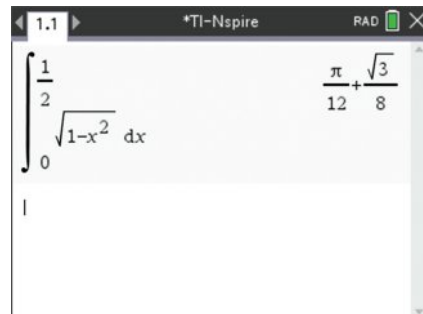 1.1 *TI-Nspire RAD
∫₀^(1/2) √(1-x²) dx π/12+√3/8